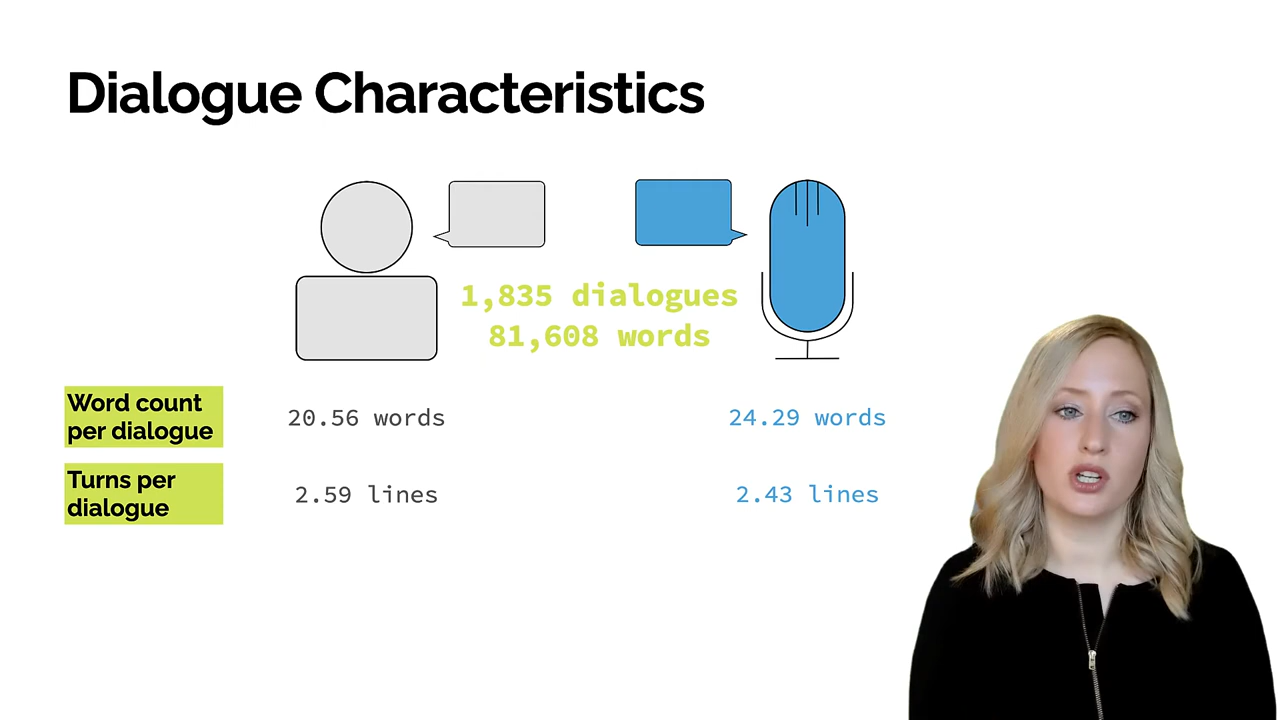 Dialogue Characteristics
1,835 dialogues
81,608 words
Word count
per dialogue
20.56 words
24.29 words
Turns per
dialogue
2.59 lines
2.43 lines